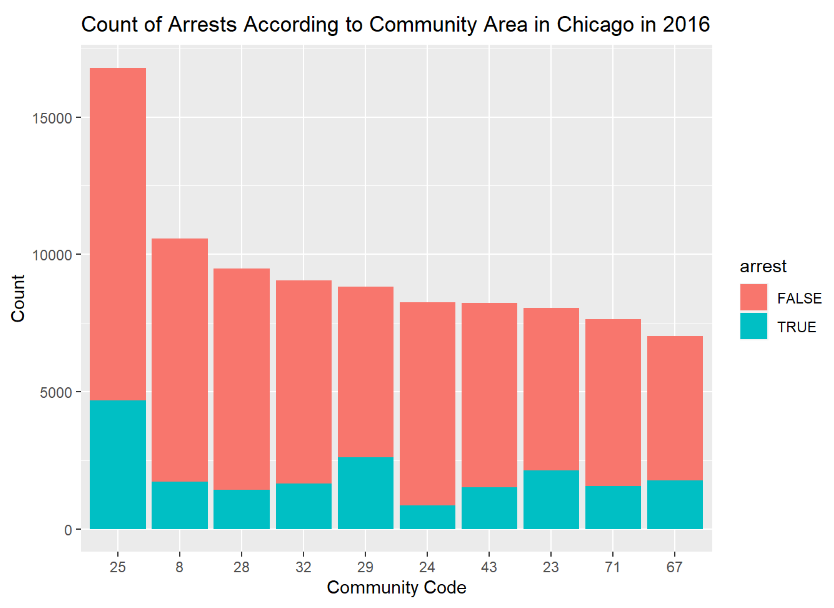 Count of Arrests According to Community Area in Chicago in 2016
Count
15000
10000
5000
0
25 8 28 32 29 24 43 23 71 67
Community Code
arrest
FALSE
TRUE